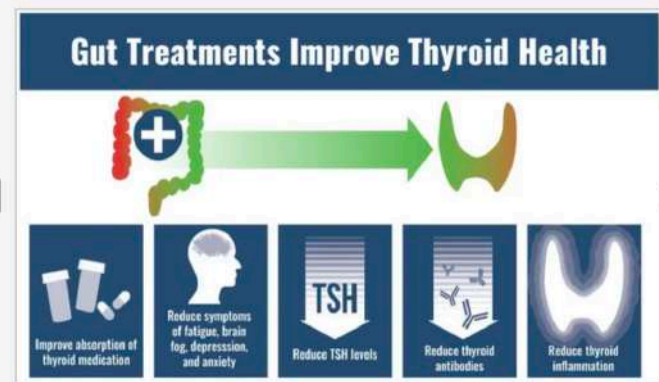 Gut Treatments Improve Thyroid Health
Improve absorption of
thyroid medication
Reduce symptoms
of fatigue, brain
fog, depresssion,
and anxiety
TSH
Reduce TSH levels
Reduce thyroid
antibodies
Reduce thyroid
inflammation